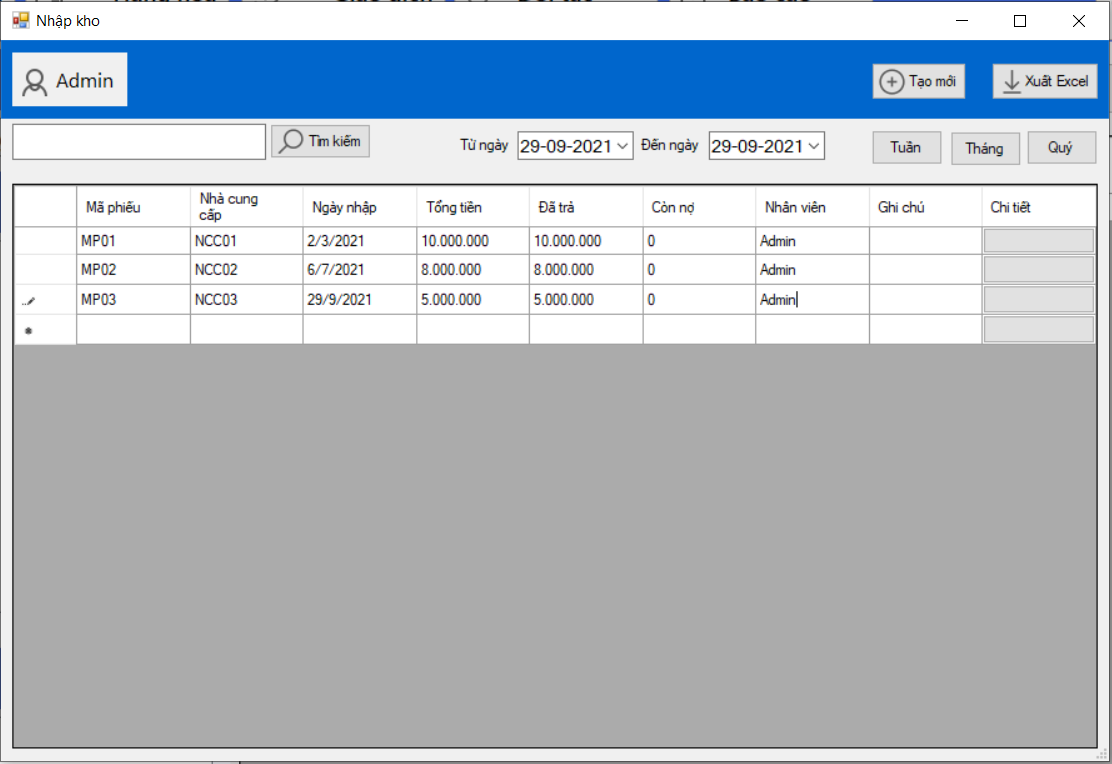 Nhập kho
Admin
Tạo mới
Xuất Excel
Tìm kiếm
Từ ngày
29-09-2021
Đến ngày
29-09-2021
Tuần
Tháng
Quý
Mã phiếu
Nhà cung
cấp
Ngày nhập
Tổng tiền
Đã trả
Còn nợ
Nhân viên
Ghi chú
Chi tiết
MP01 NCC01 2/3/2021 10.000.000 10.000.000 0 Admin
MP02 NCC02 6/7/2021 8.000.000 8.000.000 0 Admin
MP03 NCC03 29/9/2021 5.000.000 5.000.000 0 Admin